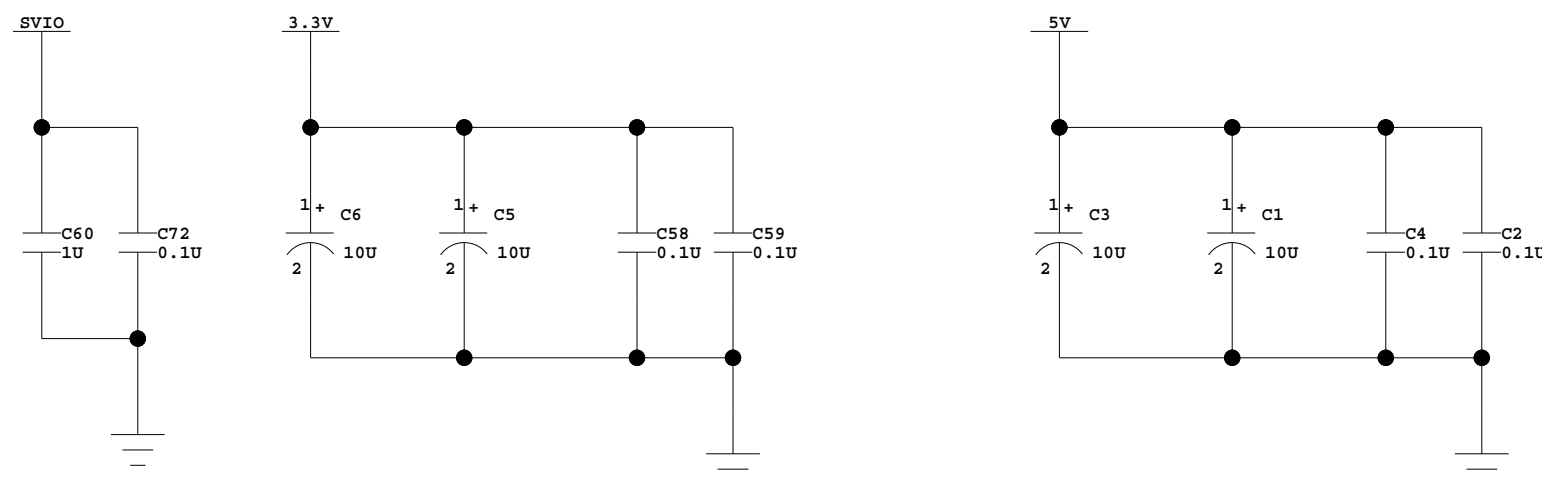 SVIO
3.3V
5V
1 + C6
10U
2
1 + C5
10U
2
C60
1U
C72
0.1U
C58
0.1U
C59
0.1U
1 + C3
10U
2
1 + C1
10U
2
C4
0.1U
C2
0.1U